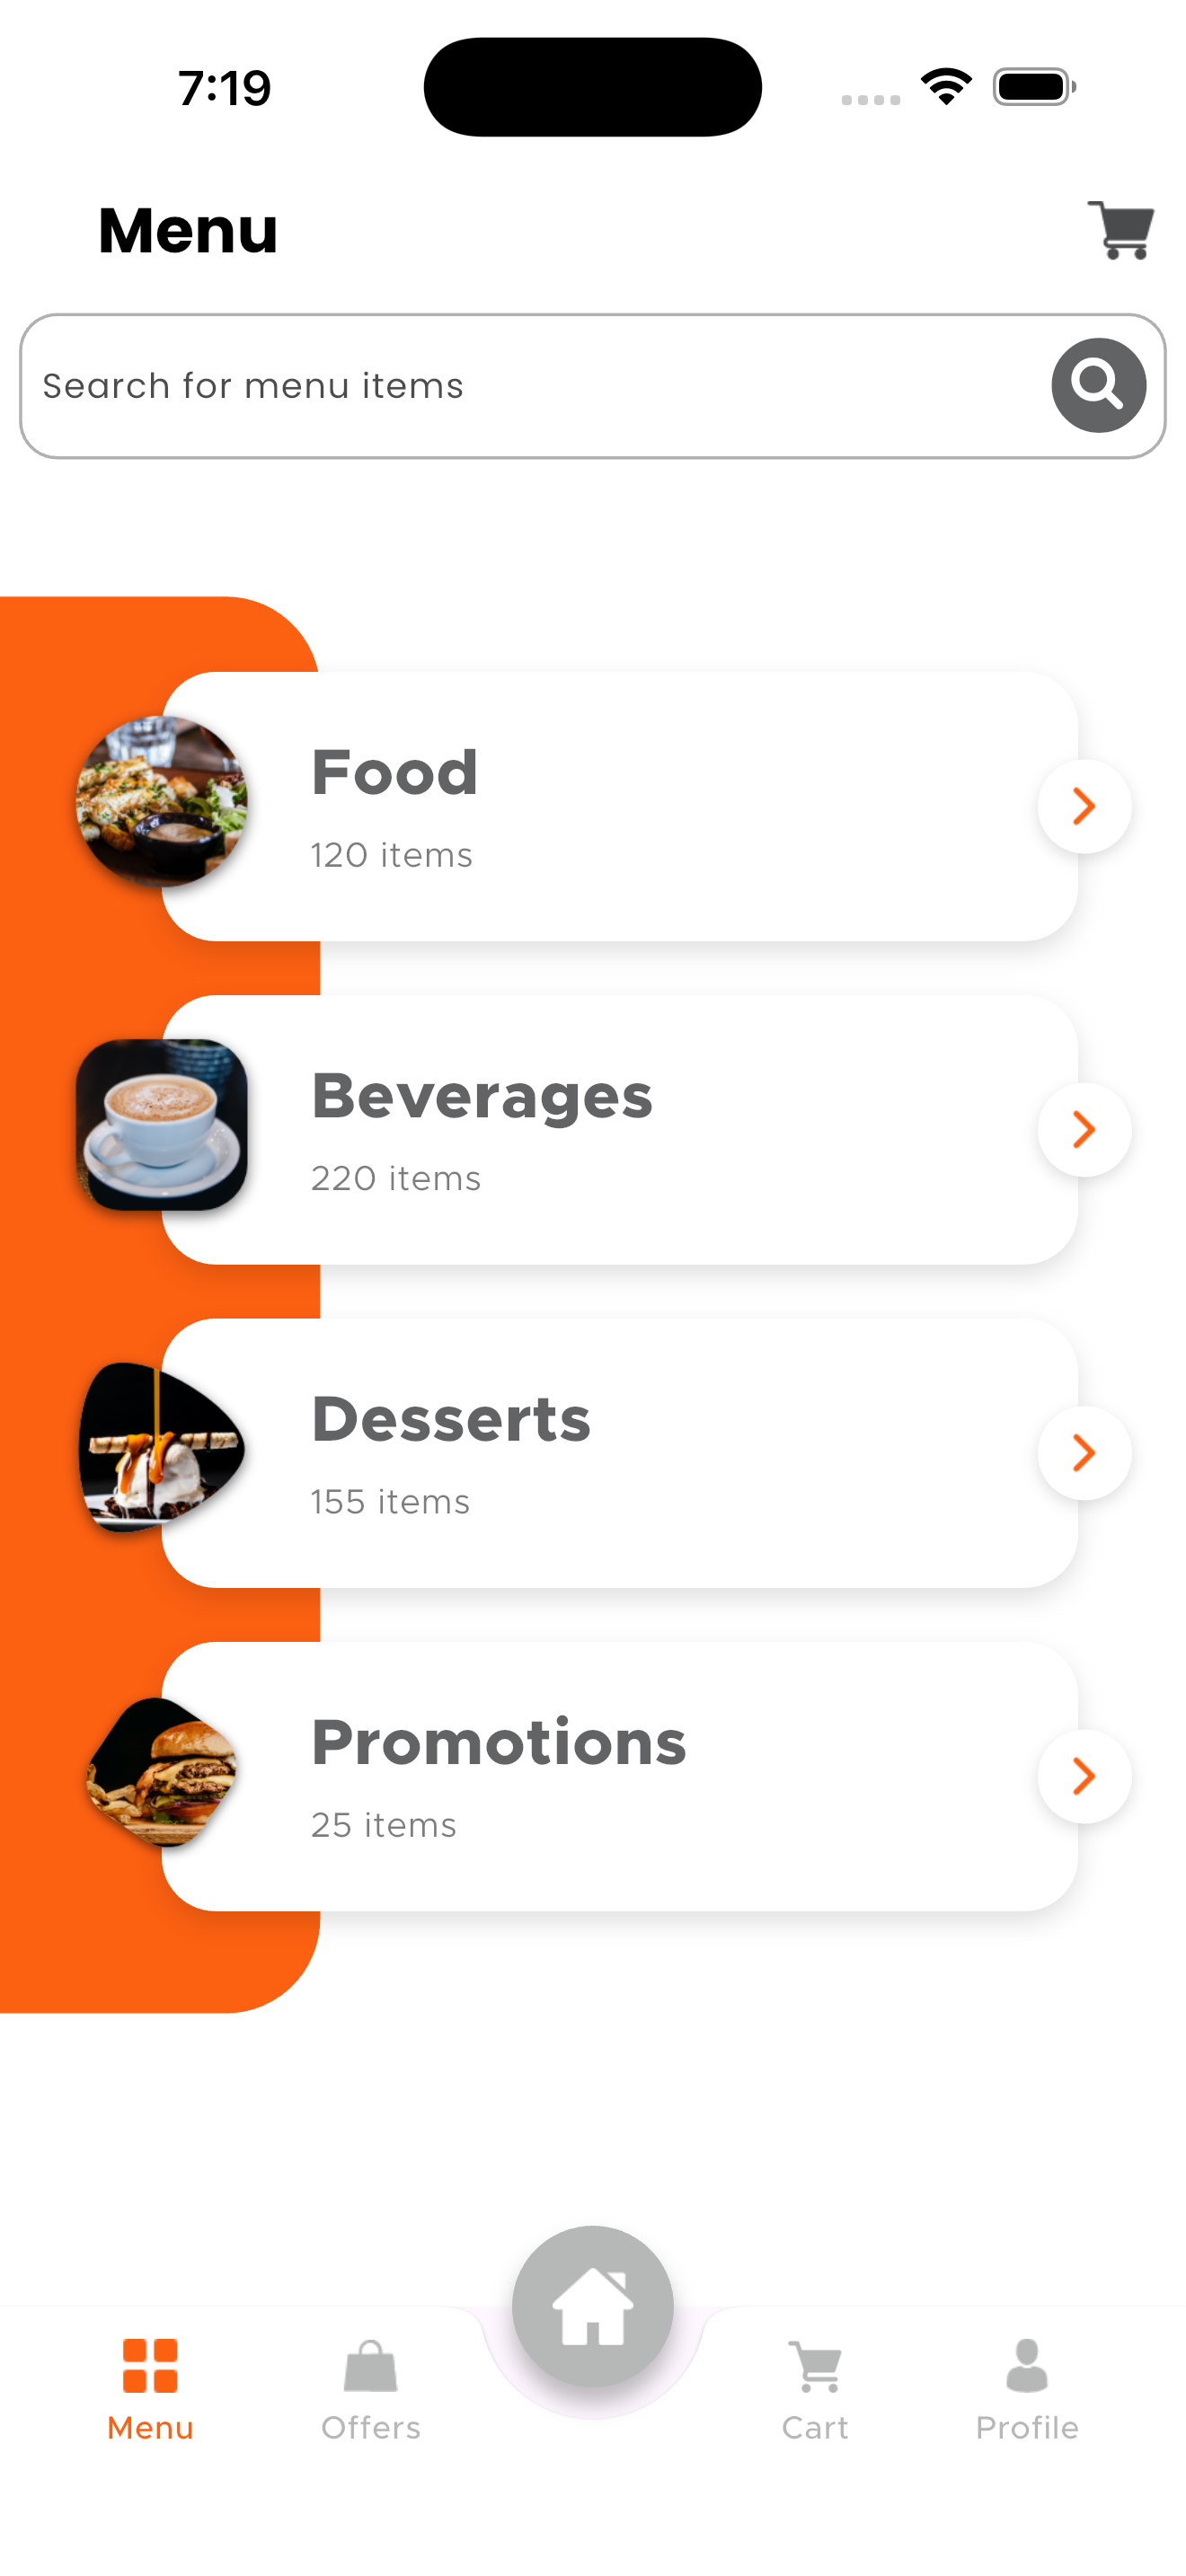 7:19
Menu
Search for menu items
Food
120 items
Beverages
220 items
Desserts
155 items
Promotions
25 items
Menu
Offers
Cart
Profile